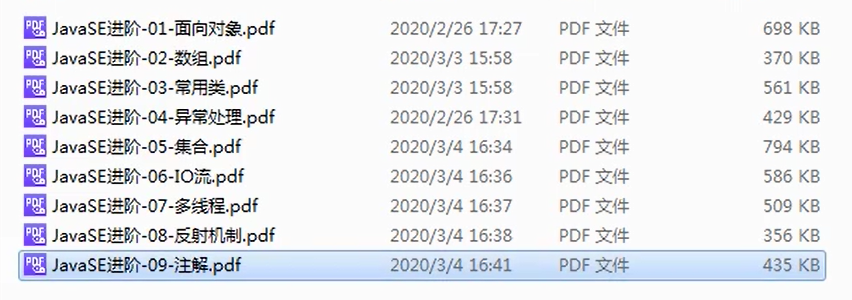 JavaSE进阶-01-面向对象.pdf 2020/2/26 17:27 PDF 文件 698 KB
JavaSE进阶-02-数组.pdf 2020/3/3 15:58 PDF 文件 370 KB
JavaSE进阶-03-常用类.pdf 2020/3/3 15:58 PDF 文件 561 KB
JavaSE进阶-04-异常处理.pdf 2020/2/26 17:31 PDF 文件 429 KB
JavaSE进阶-05-集合.pdf 2020/3/4 16:34 PDF 文件 794 KB
JavaSE进阶-06-IO流.pdf 2020/3/4 16:36 PDF 文件 586 KB
JavaSE进阶-07-多线程.pdf 2020/3/4 16:37 PDF 文件 509 KB
JavaSE进阶-08-反射机制.pdf 2020/3/4 16:38 PDF 文件 356 KB
JavaSE进阶-09-注解.pdf 2020/3/4 16:41 PDF 文件 435 KB